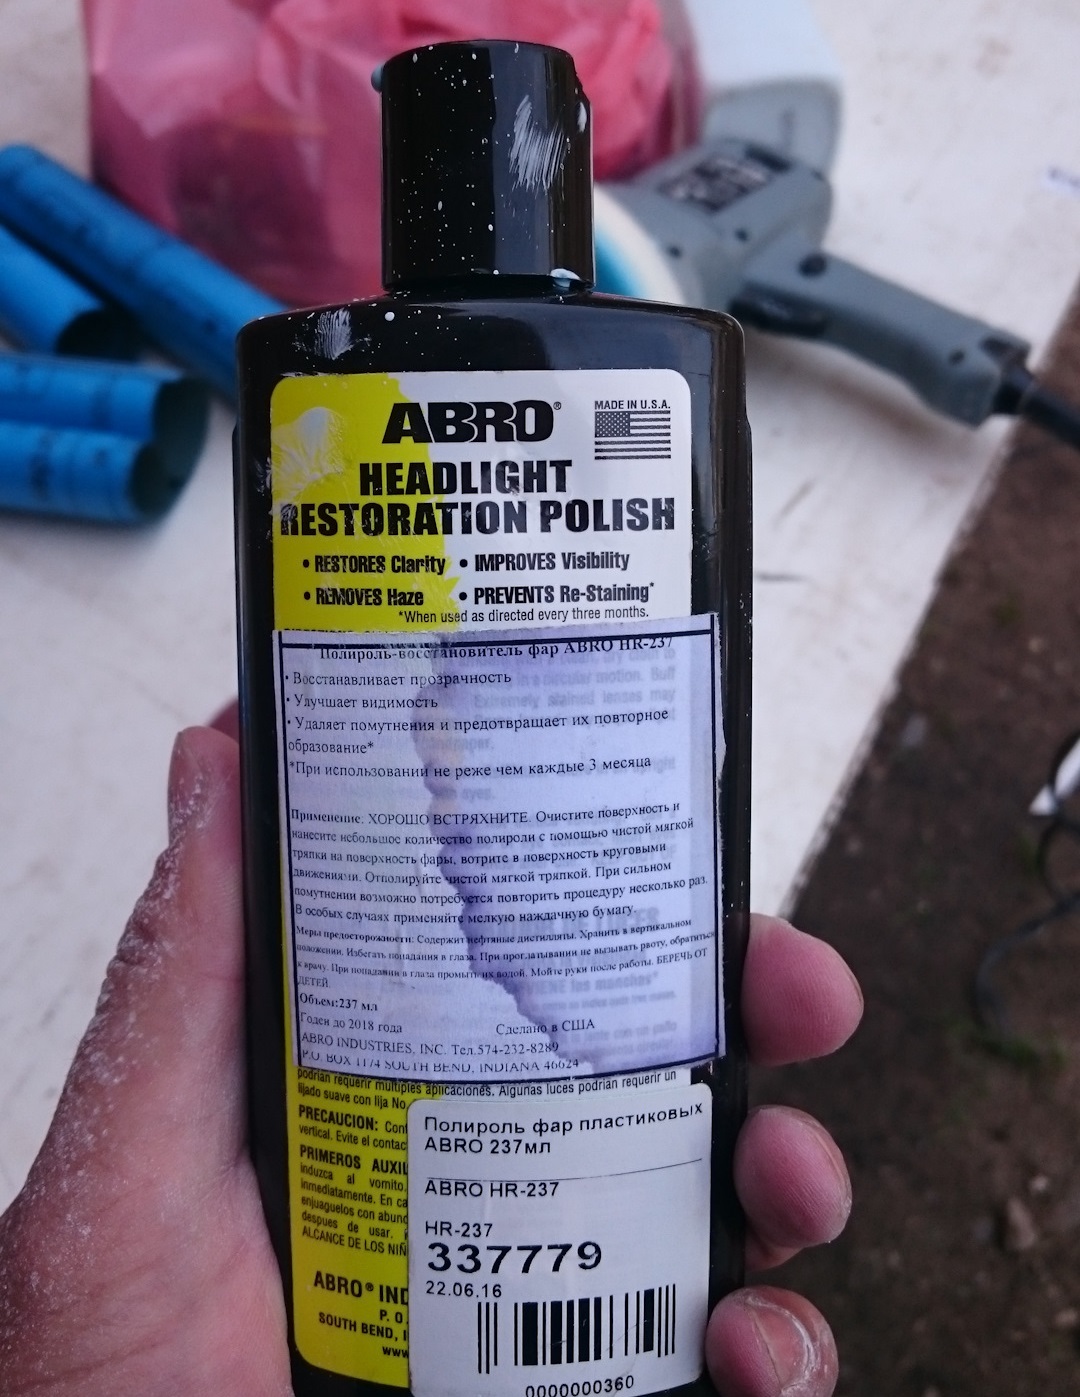 ABRO®
MADE IN U.S.A.
HEADLIGHT
RESTORATION POLISH
• RESTORES Clarity • IMPROVES Visibility
• REMOVES Haze • PREVENTS Re-Staining*
*When used as directed every three months.
Полироль-восстановитель фар ABRO HR-237
• Восстанавливает прозрачность
• Улучшает видимость
• Удаляет помутнения и предотвращает их повторное
образование*
*При использовании не реже чем каждые 3 месяца
Применение: ХОРОШО ВСТРЯХНИТЕ. Очистите поверхность и
нанесите небольшое количество полироли с помощью чистой мягкой
тряпки на поверхность фары, вотрите в поверхность круговыми
движениями. Отполируйте чистой мягкой тряпкой. При сильном
помутнении возможно потребуется повторить процедуру несколько раз.
В особых случаях применяйте мелкую наждачную бумагу.
Меры предосторожности: Содержит нефтяные дистилляты. Хранить в вертикальном
положении. Избегать попадания в глаза. При проглатывании не вызывать рвоту, обратиться
к врачу. При попадании в глаза промыть их водой. Мойте руки после работы. БЕРЕЧЬ ОТ
ДЕТЕЙ.
Объем:237 мл
Годен до 2018 года Сделано в США
ABRO INDUSTRIES, INC. Тел.574-232-8289
P.O. BOX 1174 SOUTH BEND, INDIANA 46624
podrían requerir múltiples aplicaciones. Algunas luces podrían requerir un
lijado suave con lija No.
PRECAUCION:
vertical. Evite el
PRIMEROS
induzca al vomito.
inmediatamente. En
enjuaguelos con
despues de usar.
ALCANCE DE LOS
ABRO®
P. O.
SOUTH BEND,
www.
Полироль фар пластиковых
ABRO 237мл
ABRO HR-237
HR-237
337779
22.06.16
0000000360